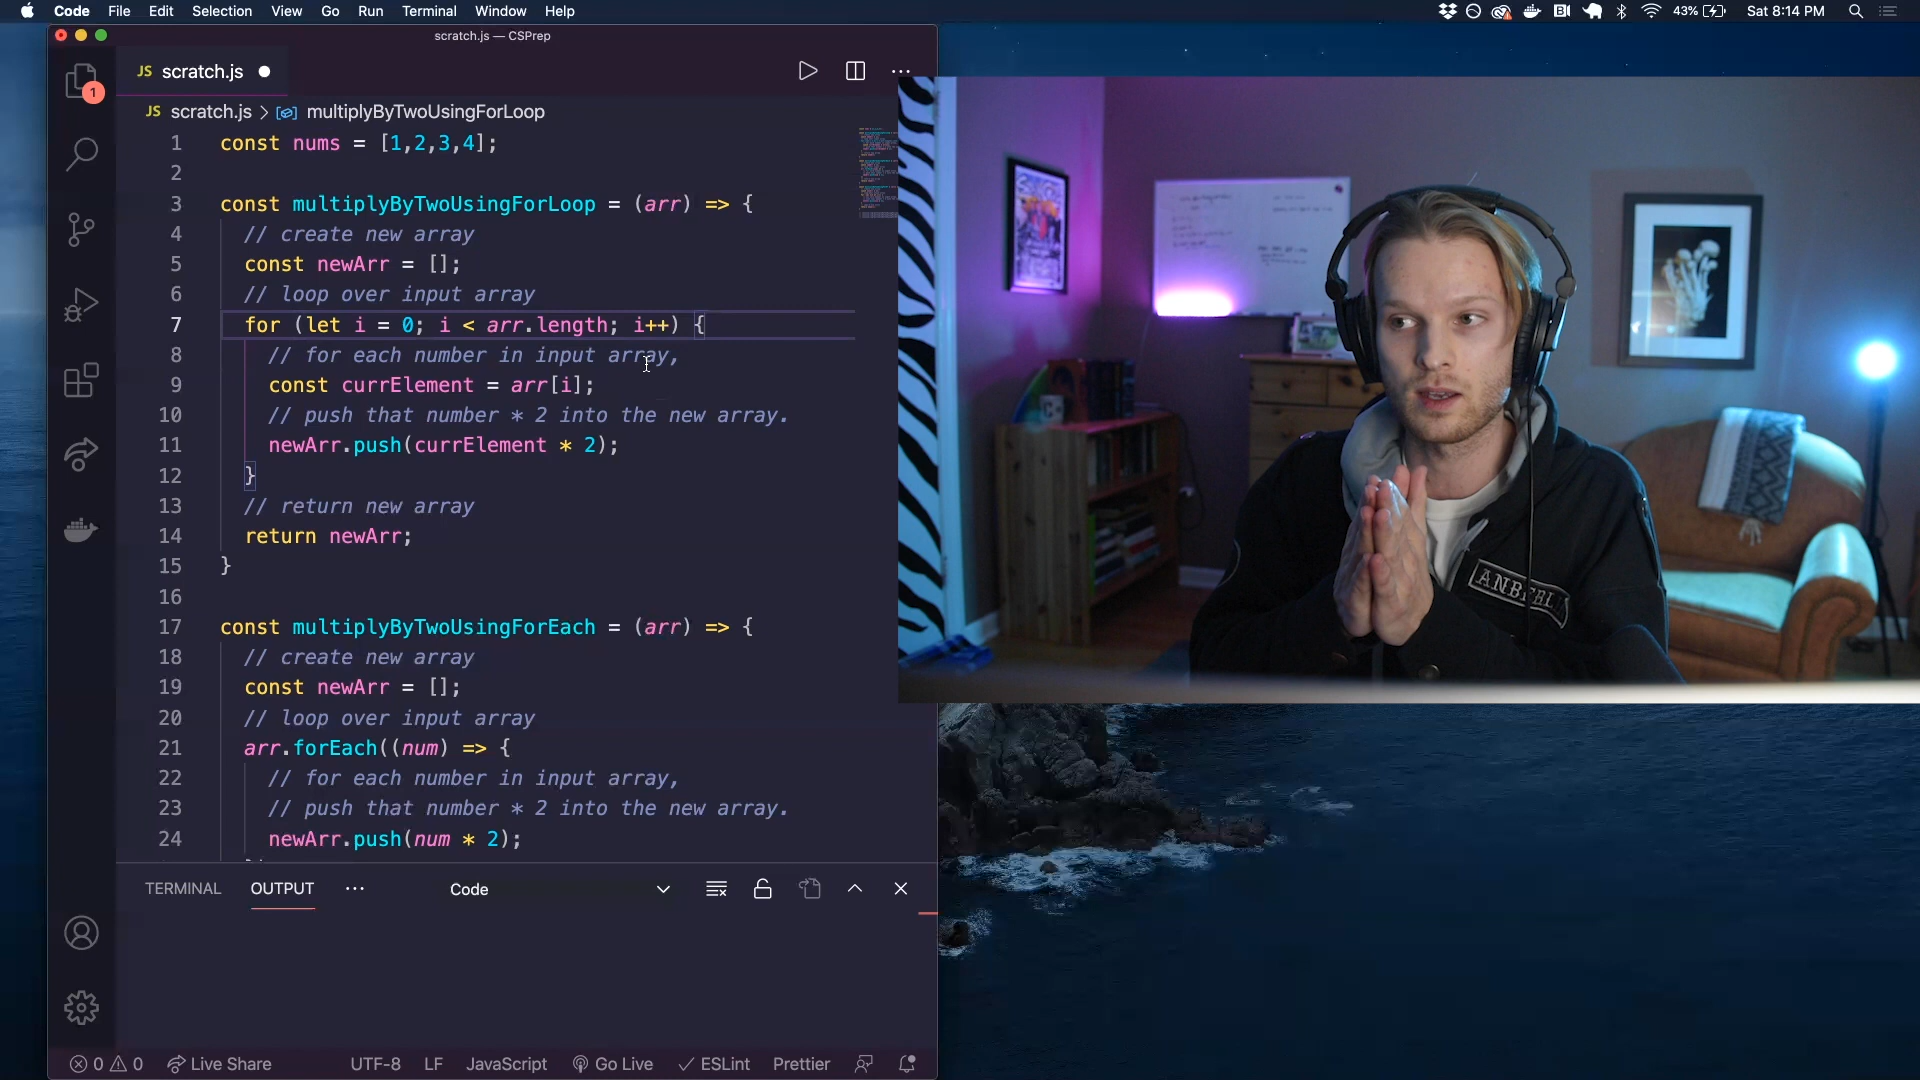 Code File Edit Selection View Go Run Terminal Window Help
43% Sat 8:14 PM
scratch.js — CSPrep
1
JS scratch.js
JS scratch.js > multiplyByTwoUsingForLoop
1 const nums = [1,2,3,4];
2
3 const multiplyByTwoUsingForLoop = (arr) => {
4 // create new array
5 const newArr = [];
6 // loop over input array
7 for (let i = 0; i < arr.length; i++) {
8 // for each number in input array,
9 const currElement = arr[i];
10 // push that number * 2 into the new array.
11 newArr.push(currElement * 2);
12 }
13 // return new array
14 return newArr;
15 }
16
17 const multiplyByTwoUsingForEach = (arr) => {
18 // create new array
19 const newArr = [];
20 // loop over input array
21 arr.forEach((num) => {
22 // for each number in input array,
23 // push that number * 2 into the new array.
24 newArr.push(num * 2);
TERMINAL OUTPUT ... Code
0 0 Live Share UTF-8 LF JavaScript Go Live ESLint Prettier